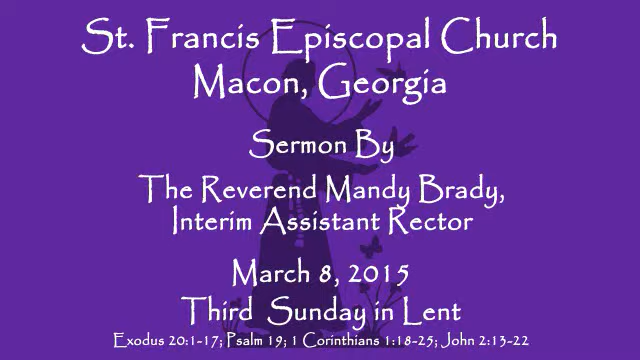 St. Francis Episcopal Church
Macon, Georgia
Sermon By
The Reverend Mandy Brady,
Interim Assistant Rector
March 8, 2015
Third Sunday in Lent
Exodus 20:1-17; Psalm 19; 1 Corinthians 1:18-25; John 2:13-22